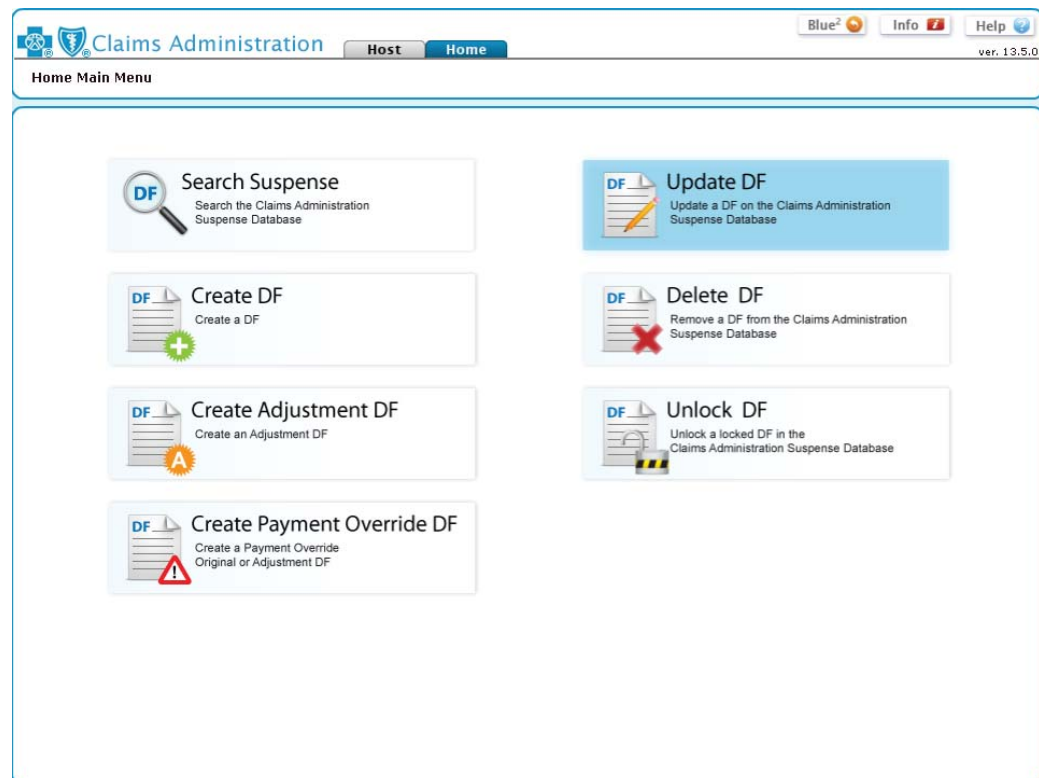 Blue² Info Help
Claims Administration Host Home
ver. 13.5.0
Home Main Menu
DF Search Suspense
Search the Claims Administration
Suspense Database
DF Update DF
Update a DF on the Claims Administration
Suspense Database
DF Create DF
Create a DF
DF Delete DF
Remove a DF from the Claims Administration
Suspense Database
DF Create Adjustment DF
Create an Adjustment DF
A
DF Unlock DF
Unlock a locked DF in the
Claims Administration Suspense Database
DF Create Payment Override DF
Create a Payment Override
Original or Adjustment DF